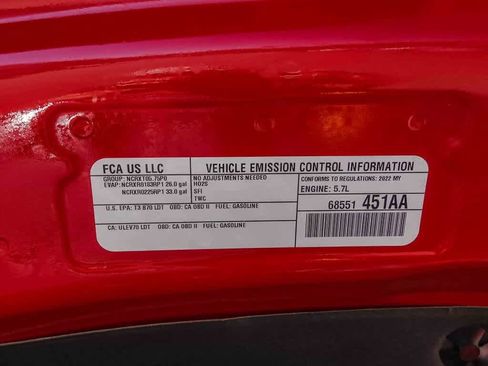 FCA US LLC
GROUP: NCRXT05.75P0
EVAP: NCRXR0183RP1 26.0 gal
NCRXR0225RP1 33.0 gal
VEHICLE EMISSION CONTROL INFORMATION
NO ADJUSTMENTS NEEDED
HO2S
SFI
TWC
CONFORMS TO REGULATIONS: 2022 MY
ENGINE: 5.7L
U.S. EPA: T3 B70 LDT OBD: CA OBD II FUEL: GASOLINE
CA: ULEV70 LDT OBD: CA OBD II FUEL: GASOLINE
68551 451AA